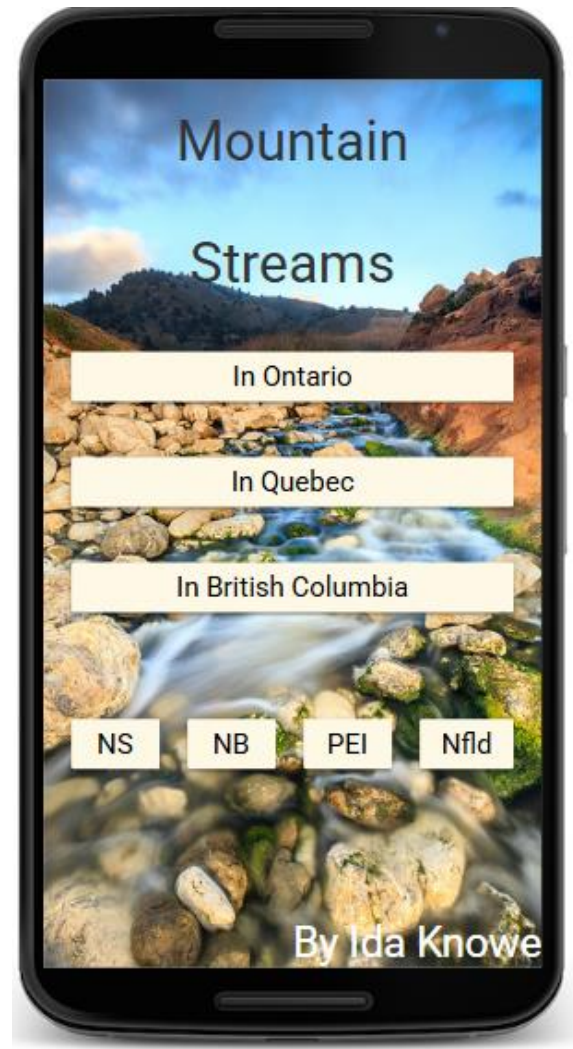 Mountain
Streams
In Ontario
In Quebec
In British Columbia
NS NB PEI Nfld
By Ida Knowe